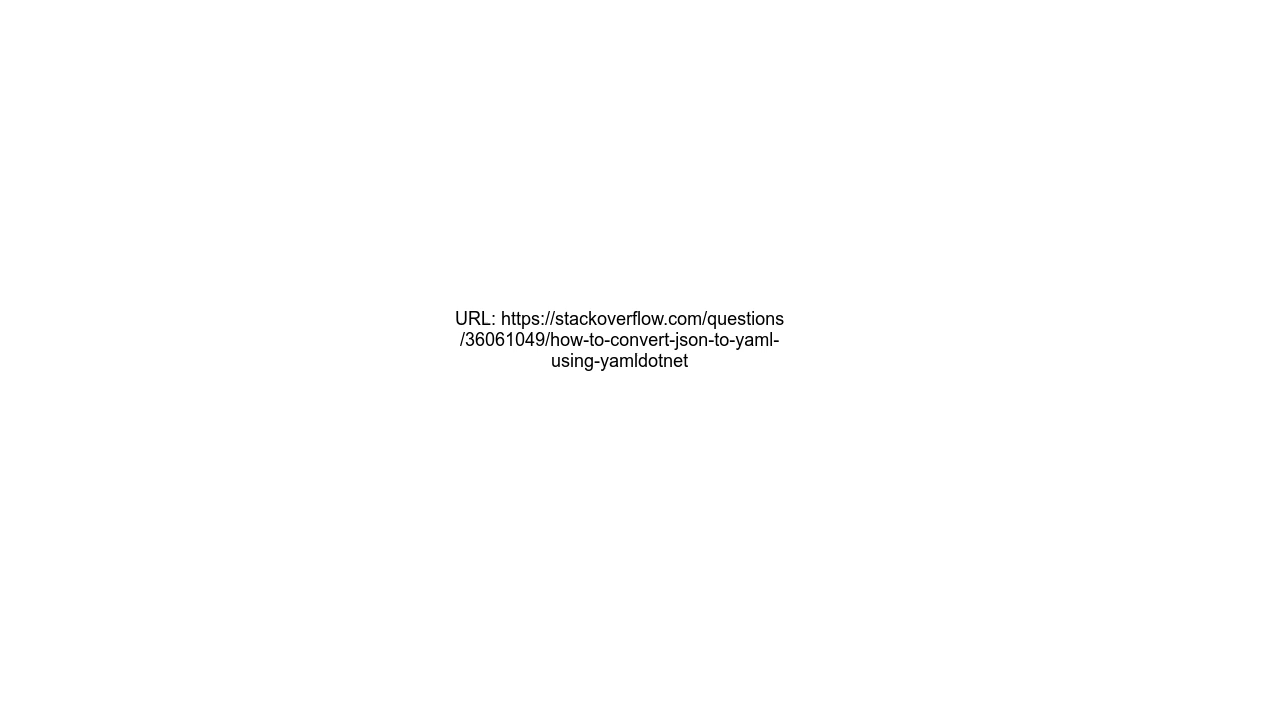 URL: https://stackoverflow.com/questions
/36061049/how-to-convert-json-to-yaml-
using-yamldotnet